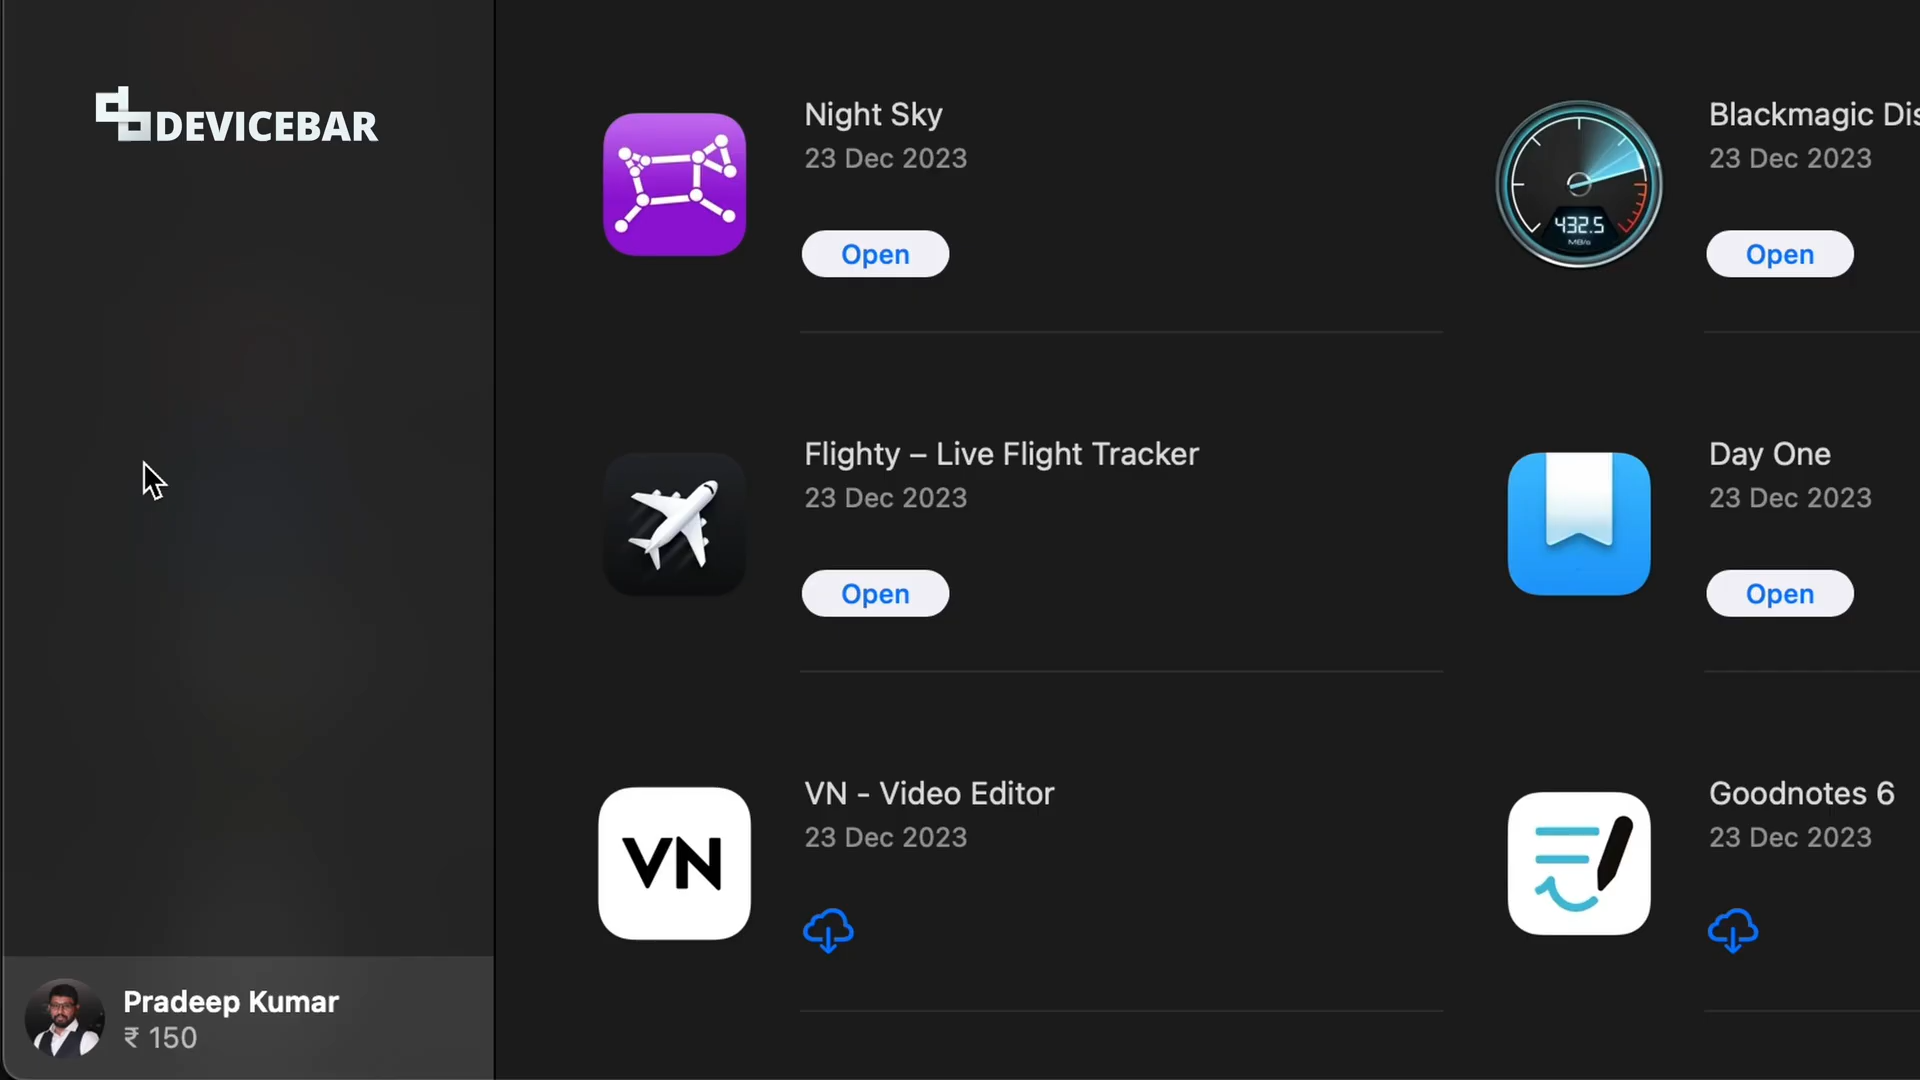 DEVICEBAR
Night Sky
23 Dec 2023
Open
Blackmagic Dis
23 Dec 2023
432.5
MB/s
Open
Flighty – Live Flight Tracker
23 Dec 2023
Open
Day One
23 Dec 2023
Open
VN
VN - Video Editor
23 Dec 2023
Goodnotes 6
23 Dec 2023
Pradeep Kumar
₹ 150